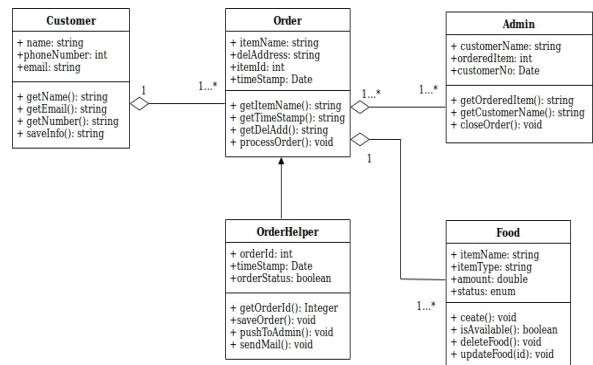 Customer
+ name: string
+phoneNumber: int
+email: string
+ getName(): string
+ getEmail(): string
+ getNumber(): string
+ saveInfo(): string
1
1...*
Order
+ itemName: string
+delAddress: string
+itemId: int
+timeStamp: Date
+getItemName(): string
+getTimeStamp(): string
+getDelAdd(): string
+processOrder(): void
1...*
1...*
1
Admin
+ customerName: string
+orderedItem: int
+customerNo: Date
+getOrderedItem(): string
+getCustomerName(): string
+closeOrder(): void
OrderHelper
+ orderId: int
+timeStamp: Date
+orderStatus: boolean
+ getOrderId(): Integer
+saveOrder(): void
+ pushToAdmin(): void
+ sendMail(): void
1...*
Food
+ itemName: string
+itemType: string
+amount: double
+status: enum
+ ceate(): void
+ isAvailable(): boolean
+ deleteFood(): void
+ updateFood(id): void